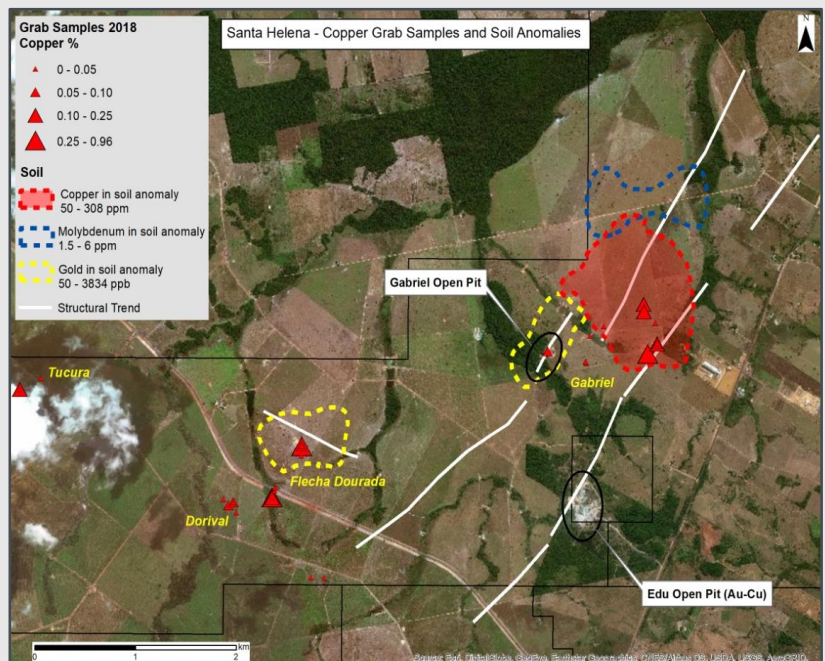 Santa Helena - Copper Grab Samples and Soil Anomalies
N
Grab Samples 2018
Copper %
0 - 0.05
0.05 - 0.10
0.10 - 0.25
0.25 - 0.96
Soil
Copper in soil anomaly
50 - 308 ppm
Molybdenum in soil anomaly
1.5 - 6 ppm
Gold in soil anomaly
50 - 3834 ppb
Structural Trend
Gabriel Open Pit
Tucura
Gabriel
Flecha Dourada
Dorival
Edu Open Pit (Au-Cu)
km
0 1 2